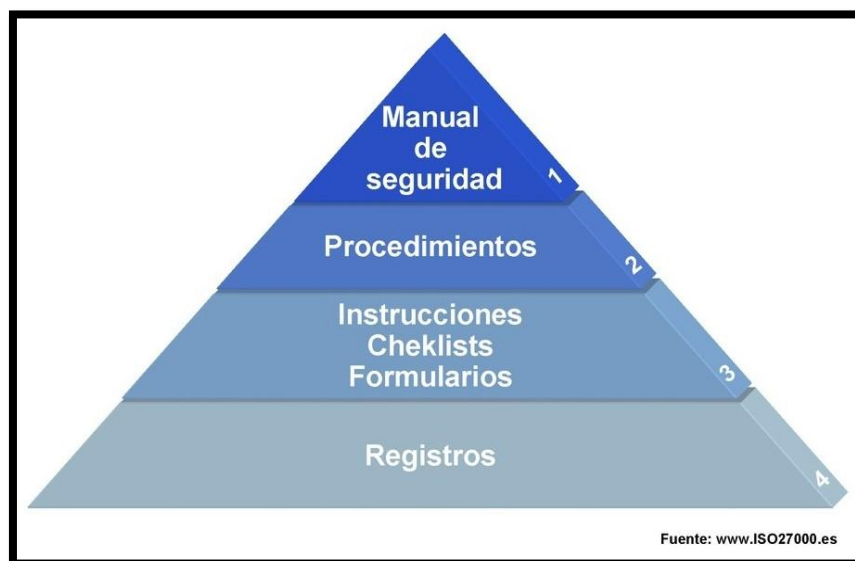 Manual
de
seguridad
1
Procedimientos
2
Instrucciones
Cheklists
Formularios
3
Registros
4
Fuente: www.ISO27000.es